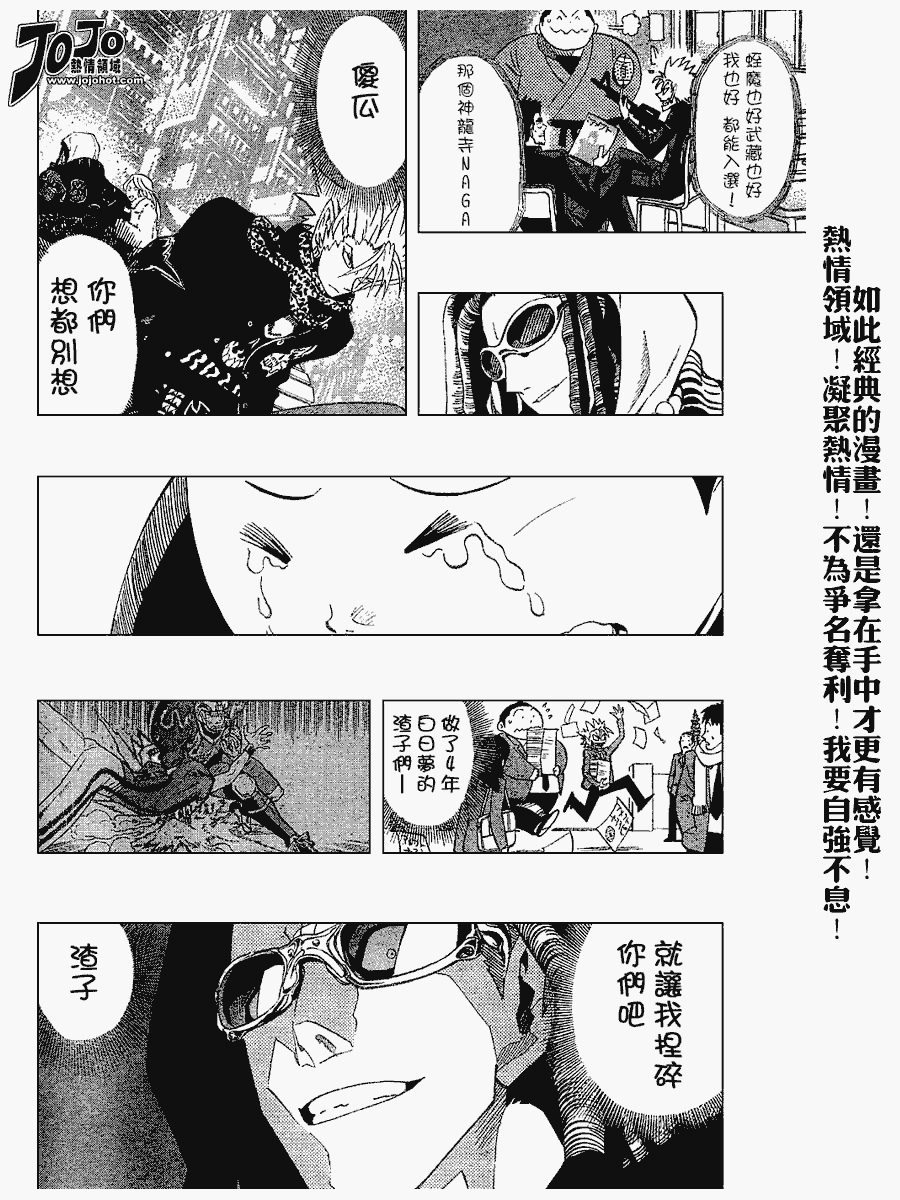 JOJO
熱情領域
www.jojohot.com
蛭魔也好武藏也好
我也好 都能入選！
那個神龍寺NAGA
傻瓜
你們
想都別想
做了4年
白日夢的
渣子們—
就讓我捏碎
你們吧
渣子
如此經典的漫畫！還是拿在手中才更有感覺！
熱情領域！凝聚熱情！不為爭名奪利！我要自強不息！